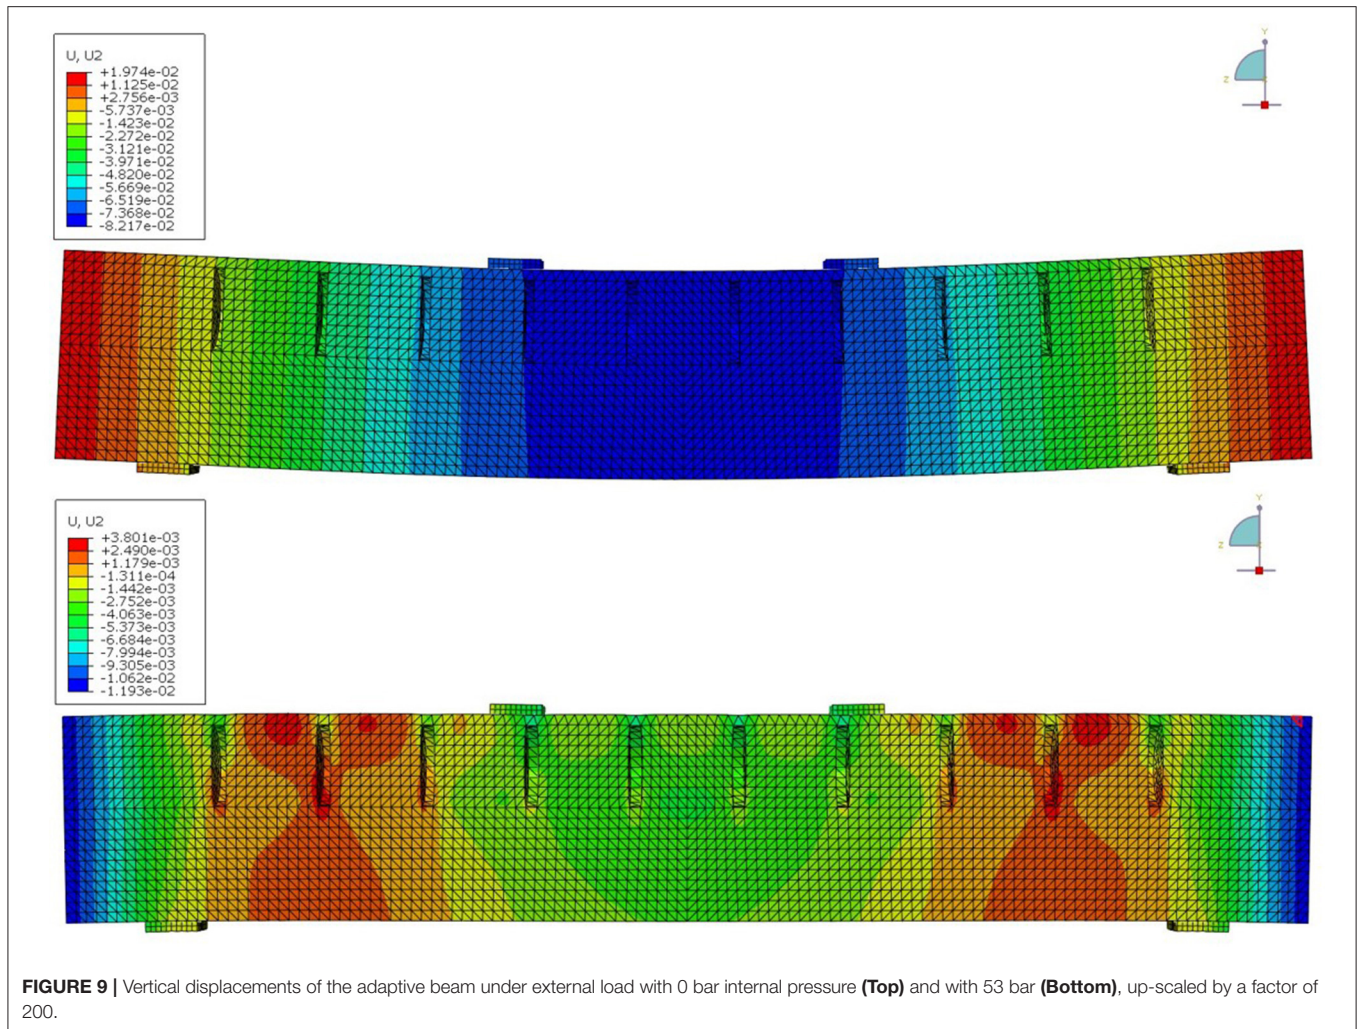 U, U2
+1.974e-02
+1.125e-02
+2.756e-03
-5.737e-03
-1.423e-02
-2.272e-02
-3.121e-02
-3.971e-02
-4.820e-02
-5.669e-02
-6.519e-02
-7.368e-02
-8.217e-02
Y
Z
U, U2
+3.801e-03
+2.490e-03
+1.179e-03
-1.311e-04
-1.442e-03
-2.752e-03
-4.063e-03
-5.373e-03
-6.684e-03
-7.994e-03
-9.305e-03
-1.062e-02
-1.193e-02
Y
Z
FIGURE 9 | Vertical displacements of the adaptive beam under external load with 0 bar internal pressure (Top) and with 53 bar (Bottom), up-scaled by a factor of
200.